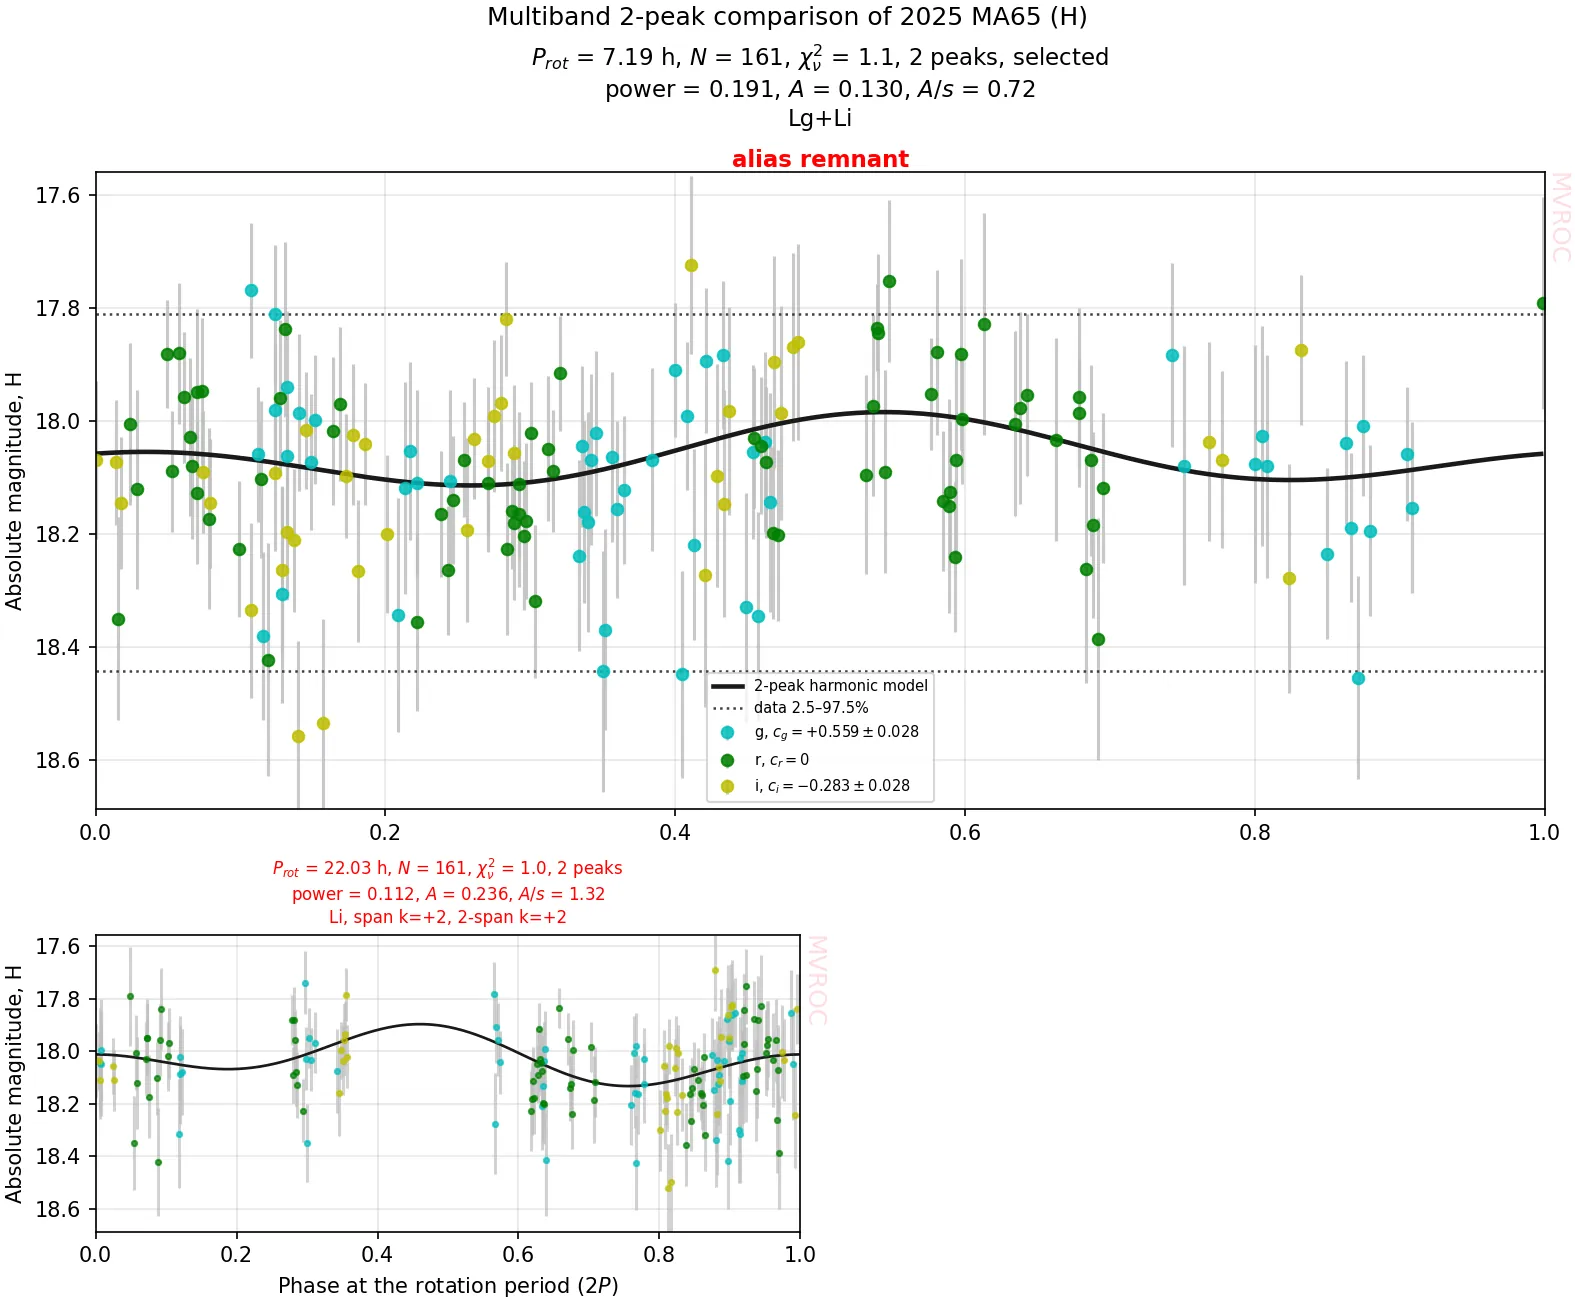 Multiband 2-peak comparison of 2025 MA65 (H)
P_rot = 7.19 h, N = 161, χ²_ν = 1.1, 2 peaks, selected
power = 0.191, A = 0.130, A/s = 0.72
Lg+Li
alias remnant
MVROC
Absolute magnitude, H
17.6
17.8
18.0
18.2
18.4
18.6
2-peak harmonic model
data 2.5–97.5%
g, c_g = +0.559 ± 0.028
r, c_r = 0
i, c_i = −0.283 ± 0.028
0.0 0.2 0.4 0.6 0.8 1.0
P_rot = 22.03 h, N = 161, χ²_ν = 1.0, 2 peaks
power = 0.112, A = 0.236, A/s = 1.32
Li, span k=+2, 2-span k=+2
MVROC
Absolute magnitude, H
17.6
17.8
18.0
18.2
18.4
18.6
0.0 0.2 0.4 0.6 0.8 1.0
Phase at the rotation period (2P)